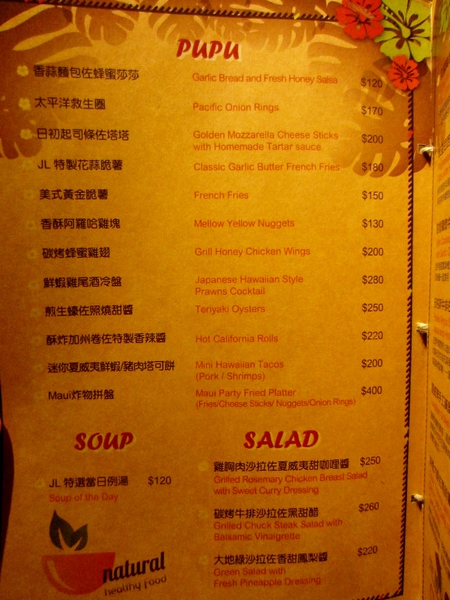 PUPU
香蒜麵包佐蜂蜜莎莎 Garlic Bread and Fresh Honey Salsa $120
太平洋救生圈 Pacific Onion Rings $170
日初起司條佐塔塔 Golden Mozzarella Cheese Sticks $200
with Homemade Tartar sauce
JL 特製花蒜脆薯 Classic Garlic Butter French Fries $180
美式黃金脆薯 French Fries $150
香酥阿羅哈雞塊 Mellow Yellow Nuggets $130
碳烤蜂蜜雞翅 Grill Honey Chicken Wings $200
鮮蝦雞尾酒冷盤 Japanese Hawaiian Style $280
Prawns Cocktail
煎生蠔佐照燒甜醬 Teriyaki Oysters $250
酥炸加州卷佐特製香辣醬 Hot California Rolls $220
迷你夏威夷鮮蝦/豬肉塔可餅 Mini Hawaiian Tacos $200
(Pork / Shrimps)
Maui炸物拼盤 Maui Party Fried Platter $400
(Fries/Cheese Sticks/ Nuggets/Onion Rings)
SOUP
JL 特選當日例湯 $120
Soup of the Day
natural
healthy food
SALAD
雞胸肉沙拉佐夏威夷甜咖哩醬 $250
Grilled Rosemary Chicken Breast Salad
with Sweet Curry Dressing
碳烤牛排沙拉佐黑甜醋 $260
Grilled Chuck Steak Salad with
Balsamic Vinaigrette
大地綠沙拉佐香甜鳳梨醬 $220
Green Salad with
Fresh Pineapple Dressing